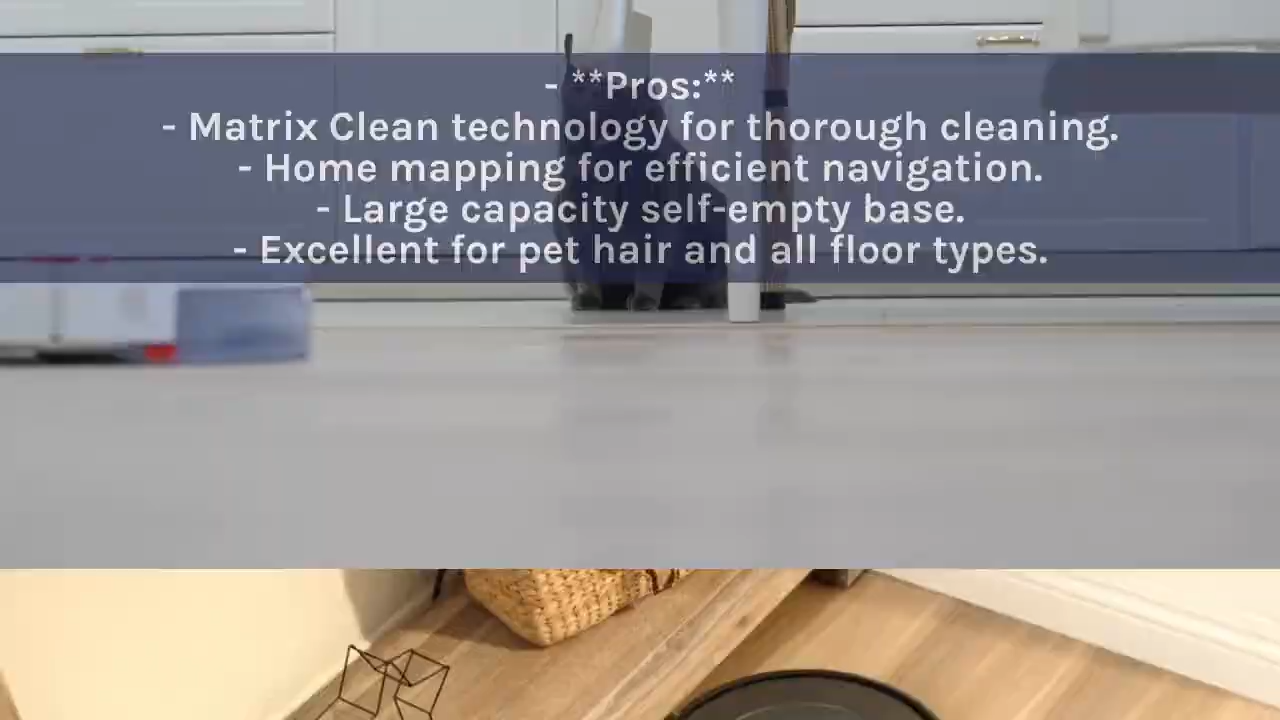 - **Pros:**
- Matrix Clean technology for thorough cleaning.
- Home mapping for efficient navigation.
- Large capacity self-empty base.
- Excellent for pet hair and all floor types.